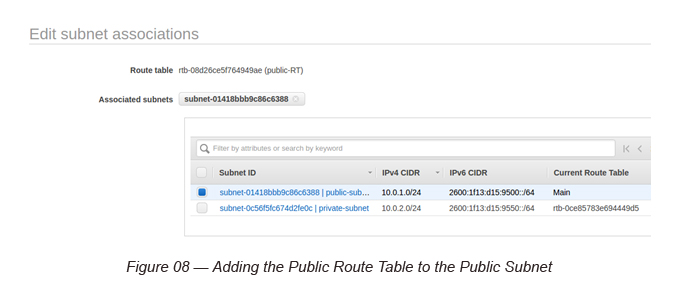 Edit subnet associations
Route table rtb-08d26ce5f764949ae (public-RT)
Associated subnets subnet-01418bbb9c86c6388
Filter by attributes or search by keyword
Subnet ID IPv4 CIDR IPv6 CIDR Current Route Table
subnet-01418bbb9c86c6388 | public-sub... 10.0.1.0/24 2600:1f13:d15:9500::/64 Main
subnet-0c56f5fc674d2fe0c | private-subnet 10.0.2.0/24 2600:1f13:d15:9550::/64 rtb-0ce85783e694449d5
Figure 08 — Adding the Public Route Table to the Public Subnet